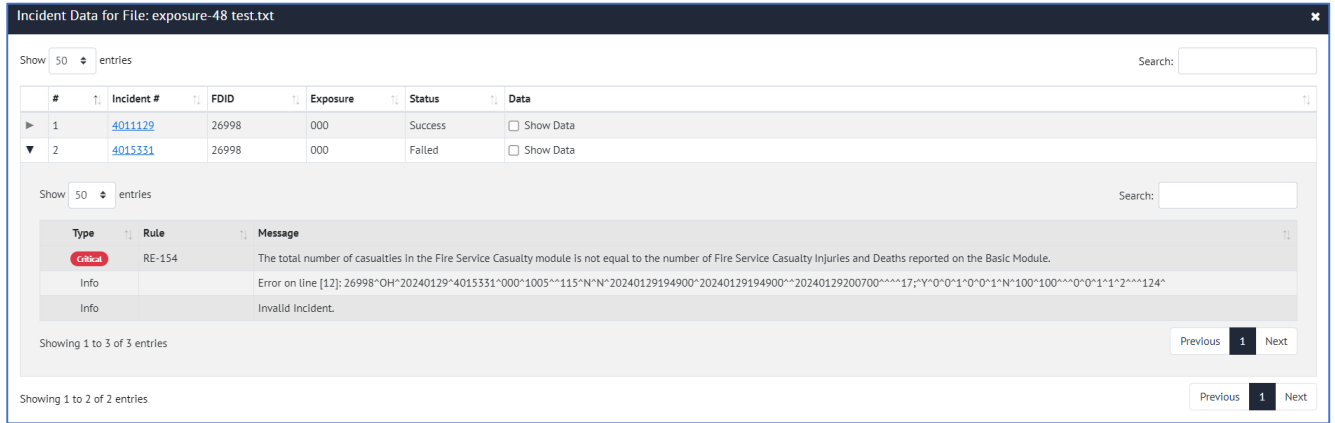 Incident Data for File: exposure-48 test.txt ✖
Show 50 entries Search:
# Incident # FDID Exposure Status Data
1 4011129 26998 000 Success Show Data
2 4015331 26998 000 Failed Show Data
Show 50 entries Search:
Type Rule Message
Critical RE-154 The total number of casualties in the Fire Service Casualty module is not equal to the number of Fire Service Casualty Injuries and Deaths reported on the Basic Module.
Info Error on line [12]: 26998^OH^20240129^4015331^000^1005^^115^N^N^20240129194900^20240129194900^^20240129200700^^^^17;^Y^0^0^1^0^0^1^N^100^100^^^0^0^1^1^2^^^124^
Info Invalid Incident.
Showing 1 to 3 of 3 entries Previous 1 Next
Showing 1 to 2 of 2 entries Previous 1 Next